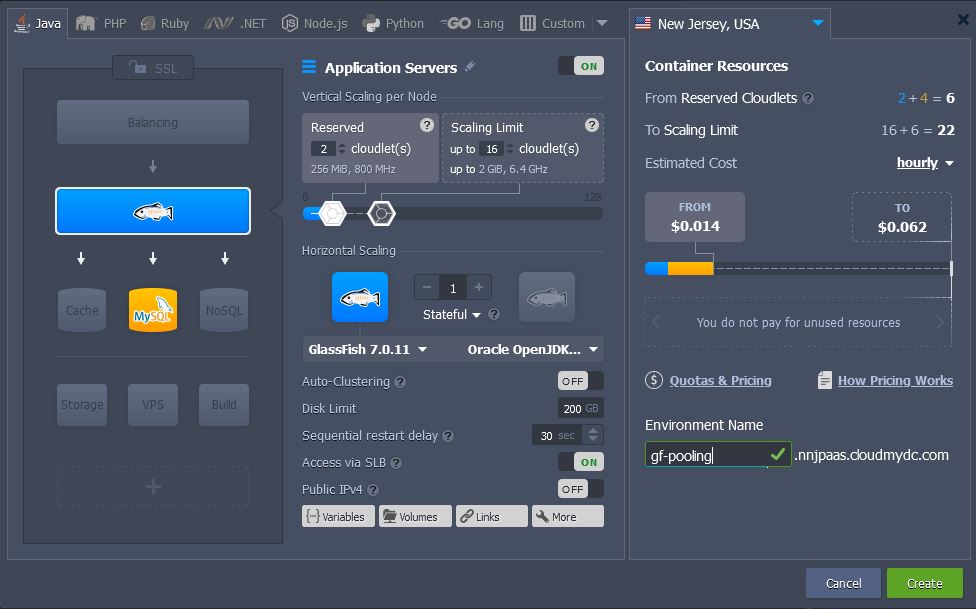 Java PHP Ruby .NET Node.js Python GO Lang Custom
New Jersey, USA
SSL
Balancing
Cache
MySQL
NoSQL
Storage
VPS
Build
+
Application Servers
ON
Vertical Scaling per Node
Reserved ?
2 cloudlet(s)
256 MiB, 800 MHz
Scaling Limit ?
up to 16 cloudlet(s)
up to 2 GiB, 6.4 GHz
0 128
Horizontal Scaling
− 1 +
Stateful ?
GlassFish 7.0.11 Oracle OpenJDK...
Auto-Clustering ? OFF
Disk Limit 200 GB
Sequential restart delay ? 30 sec
Access via SLB ? ON
Public IPv4 ? OFF
Variables Volumes Links More
Container Resources
From Reserved Cloudlets ? 2 + 4 = 6
To Scaling Limit 16 + 6 = 22
Estimated Cost hourly
FROM
$0.014
TO
$0.062
You do not pay for unused resources
$ Quotas & Pricing How Pricing Works
Environment Name
gf-pooling .nnjpaas.cloudmydc.com
Cancel Create